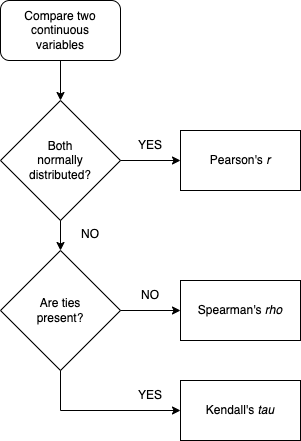 Compare two
continuous
variables
Both
normally
distributed?
YES
Pearson's r
NO
Are ties
present?
NO
Spearman's rho
YES
Kendall's tau